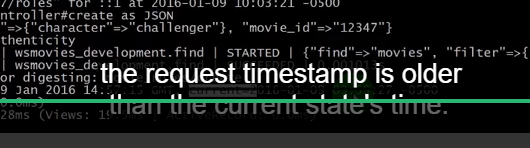 7/roles" for ::1 at 2016-01-09 10:03:21 -0500
ntroller#create as JSON
"=>{"character"=>"challenger"}, "movie_id"=>"12347"}
thenticity
| wsmovies_development.find | STARTED | {"find"=>"movies", "filter"=>{
| wsmovies_development.find
or digesting:
the request timestamp is older
9 Jan 2016 14
than the current state's time.
28ms (Views: 19